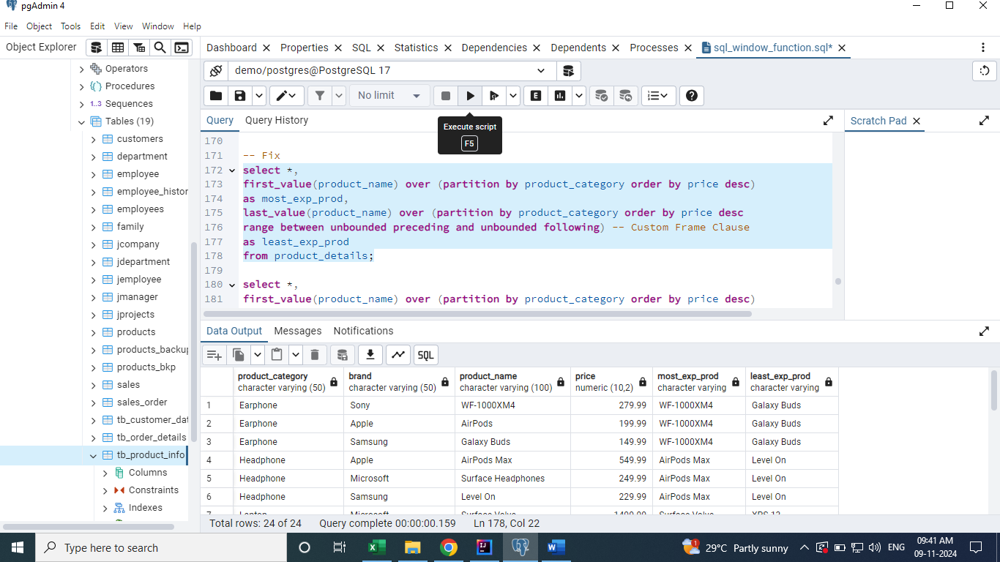 pgAdmin 4
File Object Tools Edit View Window Help
Object Explorer
Dashboard Properties SQL Statistics Dependencies Dependents Processes sql_window_function.sql*
demo/postgres@PostgreSQL 17
No limit
E
Query Query History
Scratch Pad
Execute script
F5
Operators
Procedures
1..3 Sequences
Tables (19)
customers
department
employee
employee_histor
employees
family
jcompany
jdepartment
jemployee
jmanager
jprojects
products
products_backup
products_bkp
sales
sales_order
tb_customer_dat
tb_order_details
tb_product_info
Columns
Constraints
Indexes
170
171 -- Fix
172 select *,
173 first_value(product_name) over (partition by product_category order by price desc)
174 as most_exp_prod,
175 last_value(product_name) over (partition by product_category order by price desc
176 range between unbounded preceding and unbounded following) -- Custom Frame Clause
177 as least_exp_prod
178 from product_details;
179
180 select *,
181 first_value(product_name) over (partition by product_category order by price desc)
Data Output Messages Notifications
SQL
product_category brand product_name price most_exp_prod least_exp_prod
character varying (50) character varying (50) character varying (100) numeric (10,2) character varying character varying
1 Earphone Sony WF-1000XM4 279.99 WF-1000XM4 Galaxy Buds
2 Earphone Apple AirPods 199.99 WF-1000XM4 Galaxy Buds
3 Earphone Samsung Galaxy Buds 149.99 WF-1000XM4 Galaxy Buds
4 Headphone Apple AirPods Max 549.99 AirPods Max Level On
5 Headphone Microsoft Surface Headphones 249.99 AirPods Max Level On
6 Headphone Samsung Level On 229.99 AirPods Max Level On
Total rows: 24 of 24 Query complete 00:00:00.159 Ln 178, Col 22
Type here to search
1
29°C Partly sunny
ENG
09:41 AM
09-11-2024